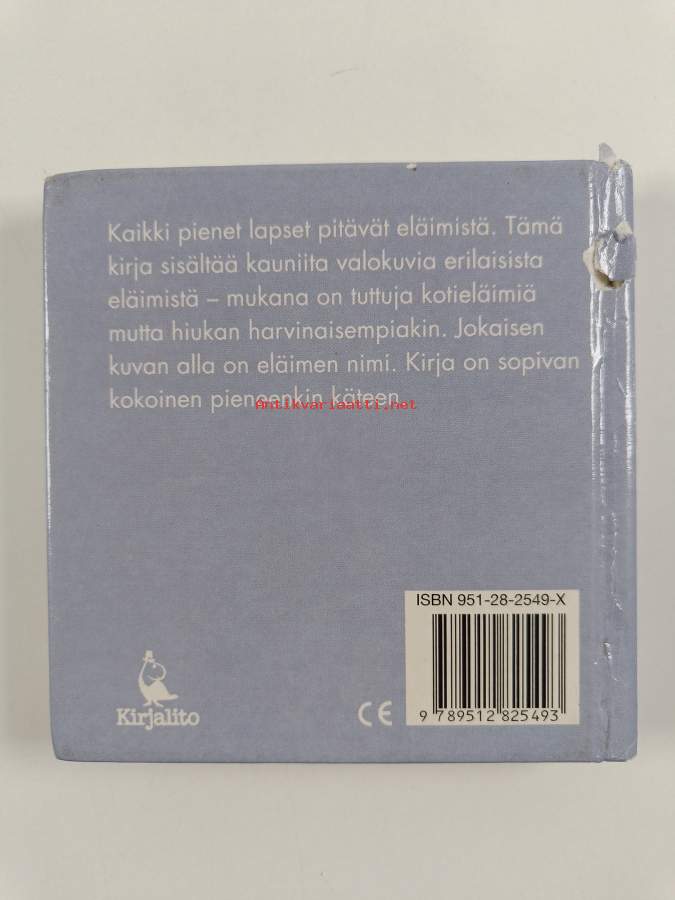 Kaikki pienet lapset pitävät eläimistä. Tämä
kirja sisältää kauniita valokuvia erilaisista
eläimistä – mukana on tuttuja kotieläimiä
mutta hiukan harvinaisempiakin. Jokaisen
kuvan alla on eläimen nimi. Kirja on sopivan
kokoinen pieneenkin käteen.
Antikvariaatti.net
ISBN 951-28-2549-X
9 789512 825493
Kirjalito
CE